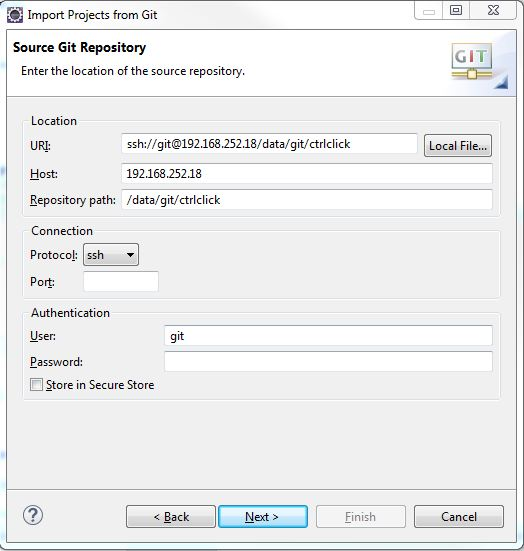 Import Projects from Git
Source Git Repository
Enter the location of the source repository.
GIT
Location
URI: ssh://git@192.168.252.18/data/git/ctrlclick Local File...
Host: 192.168.252.18
Repository path: /data/git/ctrlclick
Connection
Protocol: ssh
Port:
Authentication
User: git
Password:
Store in Secure Store
? < Back Next > Finish Cancel